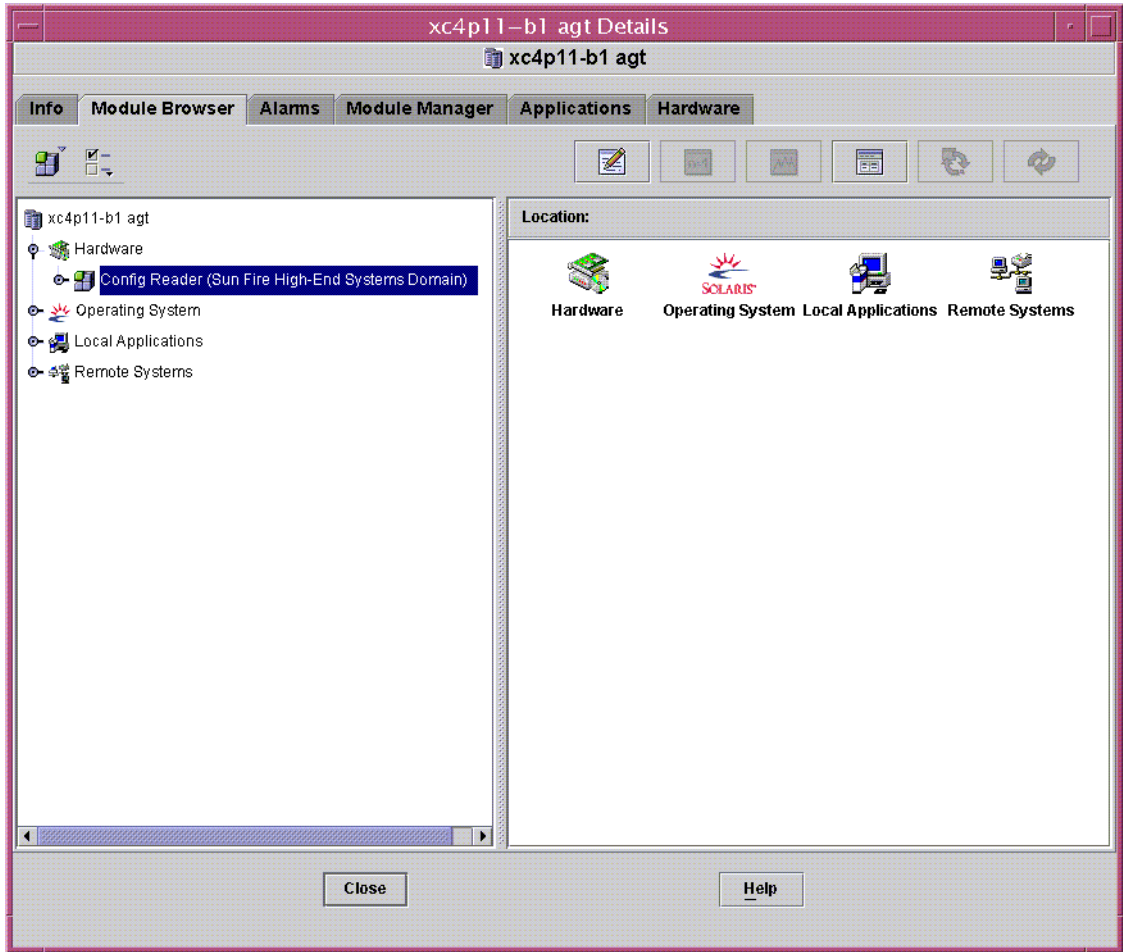 xc4p11-b1 agt Details
xc4p11-b1 agt
Info Module Browser Alarms Module Manager Applications Hardware
xc4p11-b1 agt
Hardware
Config Reader (Sun Fire High-End Systems Domain)
Operating System
Local Applications
Remote Systems
Location:
SOLARIS
Hardware Operating System Local Applications Remote Systems
Close Help